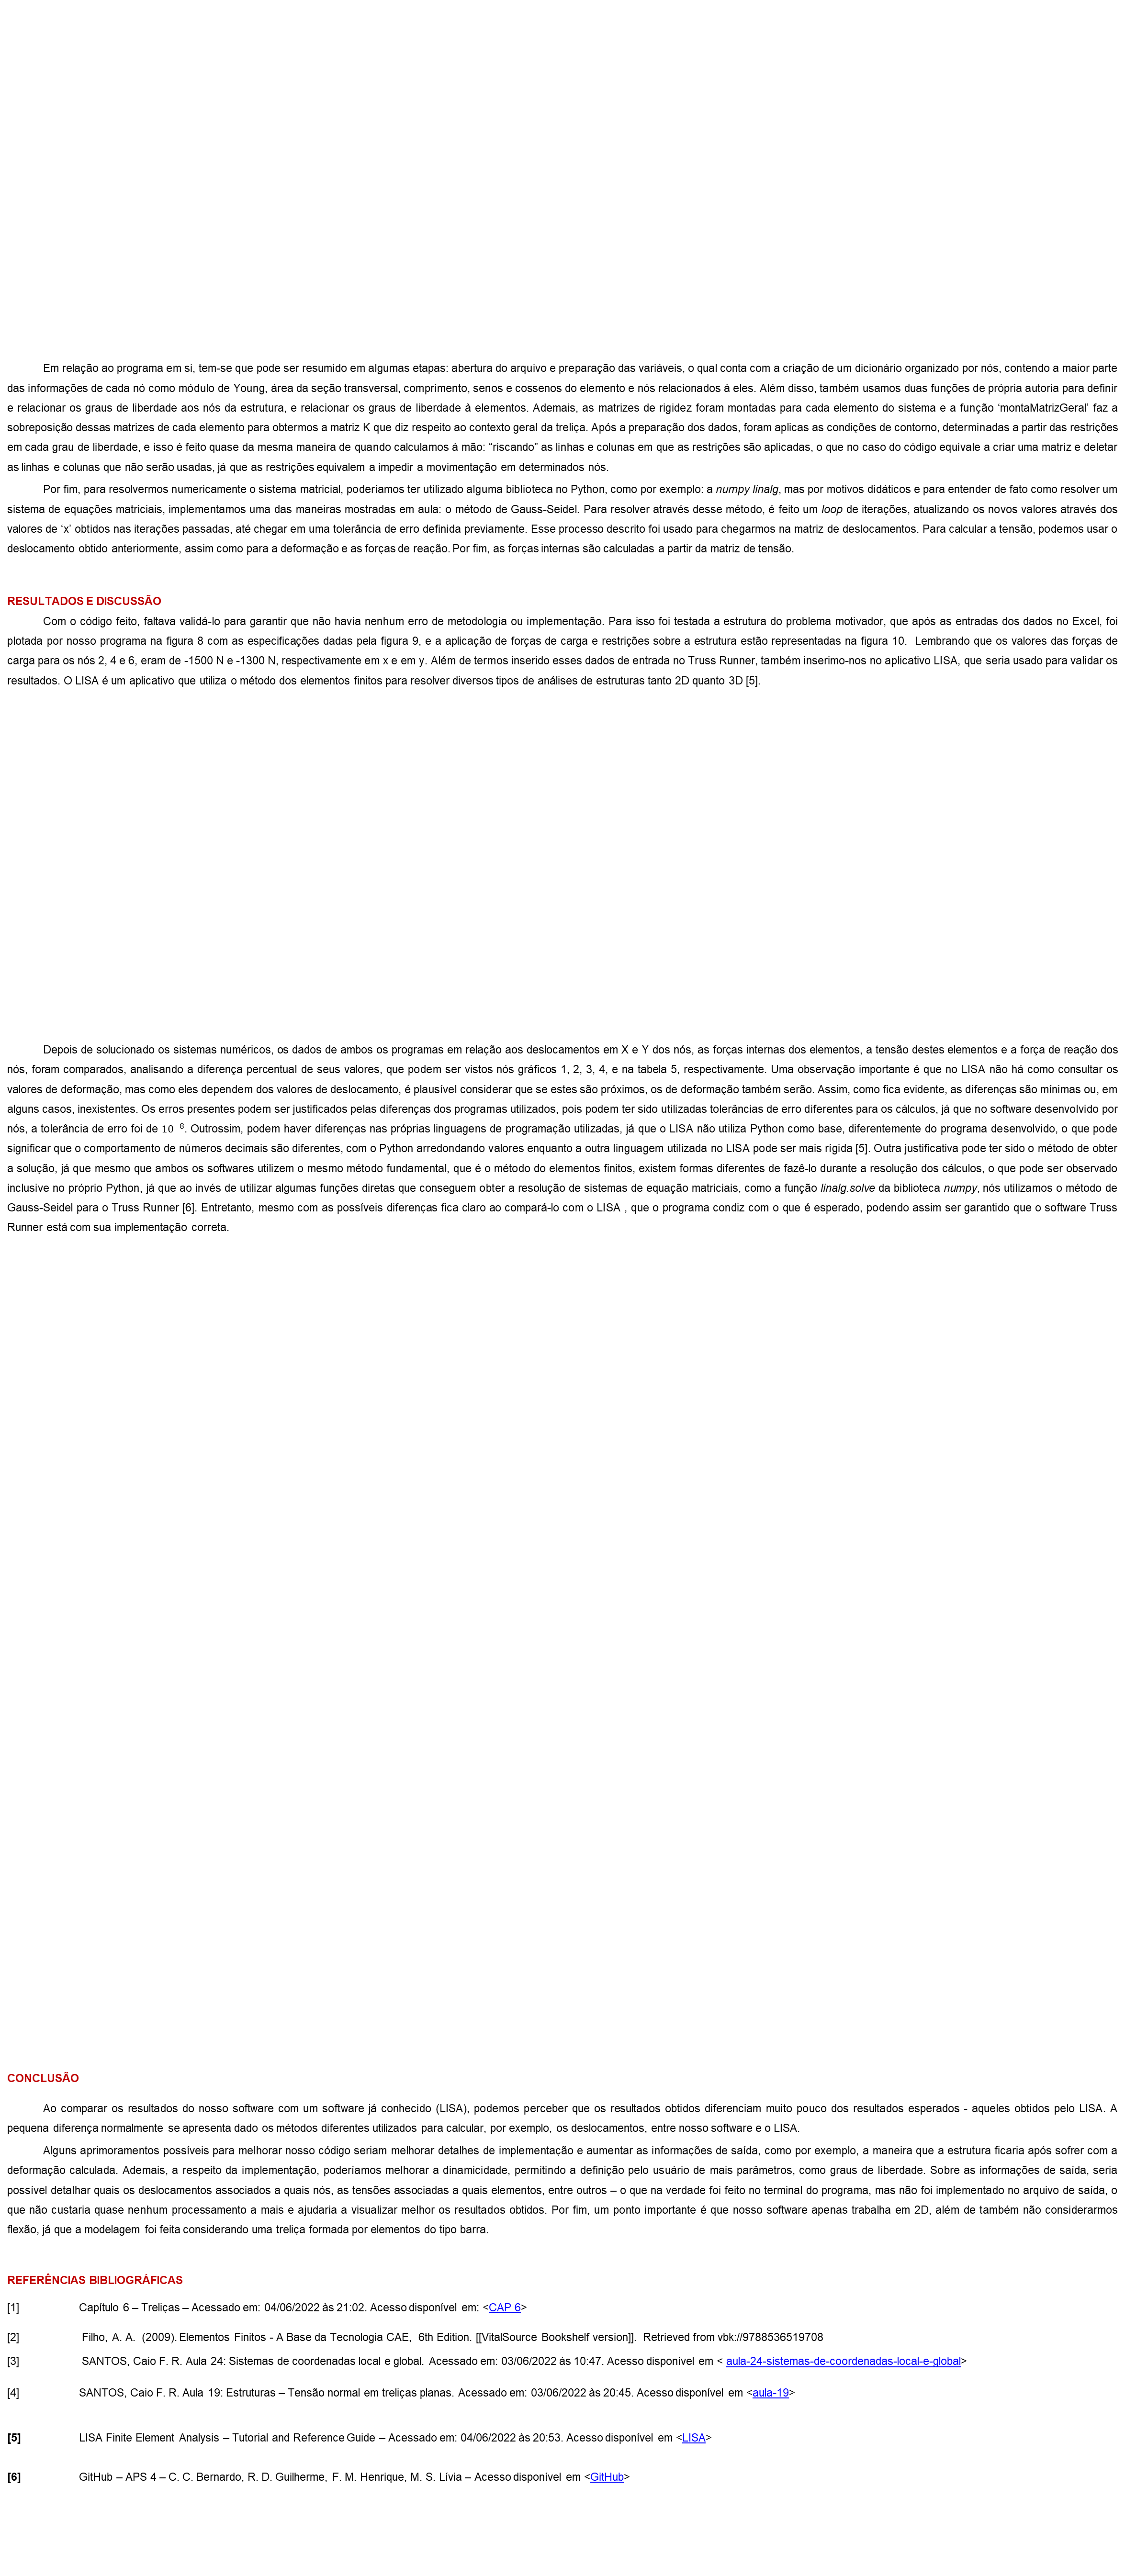 Em relação ao programa em si, tem-se que pode ser resumido em algumas etapas: abertura do arquivo e preparação das variáveis, o qual conta com a criação de um dicionário organizado por nós, contendo a maior parte
das informações de cada nó como módulo de Young, área da seção transversal, comprimento, senos e cossenos do elemento e nós relacionados à eles. Além disso, também usamos duas funções de própria autoria para definir
e relacionar os graus de liberdade aos nós da estrutura, e relacionar os graus de liberdade à elementos. Ademais, as matrizes de rigidez foram montadas para cada elemento do sistema e a função ‘montaMatrizGeral’ faz a
sobreposição dessas matrizes de cada elemento para obtermos a matriz K que diz respeito ao contexto geral da treliça. Após a preparação dos dados, foram aplicas as condições de contorno, determinadas a partir das restrições
em cada grau de liberdade, e isso é feito quase da mesma maneira de quando calculamos à mão: “riscando” as linhas e colunas em que as restrições são aplicadas, o que no caso do código equivale a criar uma matriz e deletar
as linhas e colunas que não serão usadas, já que as restrições equivalem a impedir a movimentação em determinados nós.
Por fim, para resolvermos numericamente o sistema matricial, poderíamos ter utilizado alguma biblioteca no Python, como por exemplo: a numpy linalg, mas por motivos didáticos e para entender de fato como resolver um
sistema de equações matriciais, implementamos uma das maneiras mostradas em aula: o método de Gauss-Seidel. Para resolver através desse método, é feito um loop de iterações, atualizando os novos valores através dos
valores de ‘x’ obtidos nas iterações passadas, até chegar em uma tolerância de erro definida previamente. Esse processo descrito foi usado para chegarmos na matriz de deslocamentos. Para calcular a tensão, podemos usar o
deslocamento obtido anteriormente, assim como para a deformação e as forças de reação. Por fim, as forças internas são calculadas a partir da matriz de tensão.
RESULTADOS E DISCUSSÃO
Com o código feito, faltava validá-lo para garantir que não havia nenhum erro de metodologia ou implementação. Para isso foi testada a estrutura do problema motivador, que após as entradas dos dados no Excel, foi
plotada por nosso programa na figura 8 com as especificações dadas pela figura 9, e a aplicação de forças de carga e restrições sobre a estrutura estão representadas na figura 10. Lembrando que os valores das forças de
carga para os nós 2, 4 e 6, eram de -1500 N e -1300 N, respectivamente em x e em y. Além de termos inserido esses dados de entrada no Truss Runner, também inserimo-nos no aplicativo LISA, que seria usado para validar os
resultados. O LISA é um aplicativo que utiliza o método dos elementos finitos para resolver diversos tipos de análises de estruturas tanto 2D quanto 3D [5].
Depois de solucionado os sistemas numéricos, os dados de ambos os programas em relação aos deslocamentos em X e Y dos nós, as forças internas dos elementos, a tensão destes elementos e a força de reação dos
nós, foram comparados, analisando a diferença percentual de seus valores, que podem ser vistos nós gráficos 1, 2, 3, 4, e na tabela 5, respectivamente. Uma observação importante é que no LISA não há como consultar os
valores de deformação, mas como eles dependem dos valores de deslocamento, é plausível considerar que se estes são próximos, os de deformação também serão. Assim, como fica evidente, as diferenças são mínimas ou, em
alguns casos, inexistentes. Os erros presentes podem ser justificados pelas diferenças dos programas utilizados, pois podem ter sido utilizadas tolerâncias de erro diferentes para os cálculos, já que no software desenvolvido por
nós, a tolerância de erro foi de 10⁻⁸. Outrossim, podem haver diferenças nas próprias linguagens de programação utilizadas, já que o LISA não utiliza Python como base, diferentemente do programa desenvolvido, o que pode
significar que o comportamento de números decimais são diferentes, com o Python arredondando valores enquanto a outra linguagem utilizada no LISA pode ser mais rígida [5]. Outra justificativa pode ter sido o método de obter
a solução, já que mesmo que ambos os softwares utilizem o mesmo método fundamental, que é o método do elementos finitos, existem formas diferentes de fazê-lo durante a resolução dos cálculos, o que pode ser observado
inclusive no próprio Python, já que ao invés de utilizar algumas funções diretas que conseguem obter a resolução de sistemas de equação matriciais, como a função linalg.solve da biblioteca numpy, nós utilizamos o método de
Gauss-Seidel para o Truss Runner [6]. Entretanto, mesmo com as possíveis diferenças fica claro ao compará-lo com o LISA , que o programa condiz com o que é esperado, podendo assim ser garantido que o software Truss
Runner está com sua implementação correta.
CONCLUSÃO
Ao comparar os resultados do nosso software com um software já conhecido (LISA), podemos perceber que os resultados obtidos diferenciam muito pouco dos resultados esperados - aqueles obtidos pelo LISA. A
pequena diferença normalmente se apresenta dado os métodos diferentes utilizados para calcular, por exemplo, os deslocamentos, entre nosso software e o LISA.
Alguns aprimoramentos possíveis para melhorar nosso código seriam melhorar detalhes de implementação e aumentar as informações de saída, como por exemplo, a maneira que a estrutura ficaria após sofrer com a
deformação calculada. Ademais, a respeito da implementação, poderíamos melhorar a dinamicidade, permitindo a definição pelo usuário de mais parâmetros, como graus de liberdade. Sobre as informações de saída, seria
possível detalhar quais os deslocamentos associados a quais nós, as tensões associadas a quais elementos, entre outros – o que na verdade foi feito no terminal do programa, mas não foi implementado no arquivo de saída, o
que não custaria quase nenhum processamento a mais e ajudaria a visualizar melhor os resultados obtidos. Por fim, um ponto importante é que nosso software apenas trabalha em 2D, além de também não considerarmos
flexão, já que a modelagem foi feita considerando uma treliça formada por elementos do tipo barra.
REFERÊNCIAS BIBLIOGRÁFICAS
[1] Capítulo 6 – Treliças – Acessado em: 04/06/2022 às 21:02. Acesso disponível em: <CAP 6>
[2] Filho, A. A. (2009). Elementos Finitos - A Base da Tecnologia CAE, 6th Edition. [[VitalSource Bookshelf version]]. Retrieved from vbk://9788536519708
[3] SANTOS, Caio F. R. Aula 24: Sistemas de coordenadas local e global. Acessado em: 03/06/2022 às 10:47. Acesso disponível em < aula-24-sistemas-de-coordenadas-local-e-global>
[4] SANTOS, Caio F. R. Aula 19: Estruturas – Tensão normal em treliças planas. Acessado em: 03/06/2022 às 20:45. Acesso disponível em <aula-19>
[5] LISA Finite Element Analysis – Tutorial and Reference Guide – Acessado em: 04/06/2022 às 20:53. Acesso disponível em <LISA>
[6] GitHub – APS 4 – C. C. Bernardo, R. D. Guilherme, F. M. Henrique, M. S. Lívia – Acesso disponível em <GitHub>